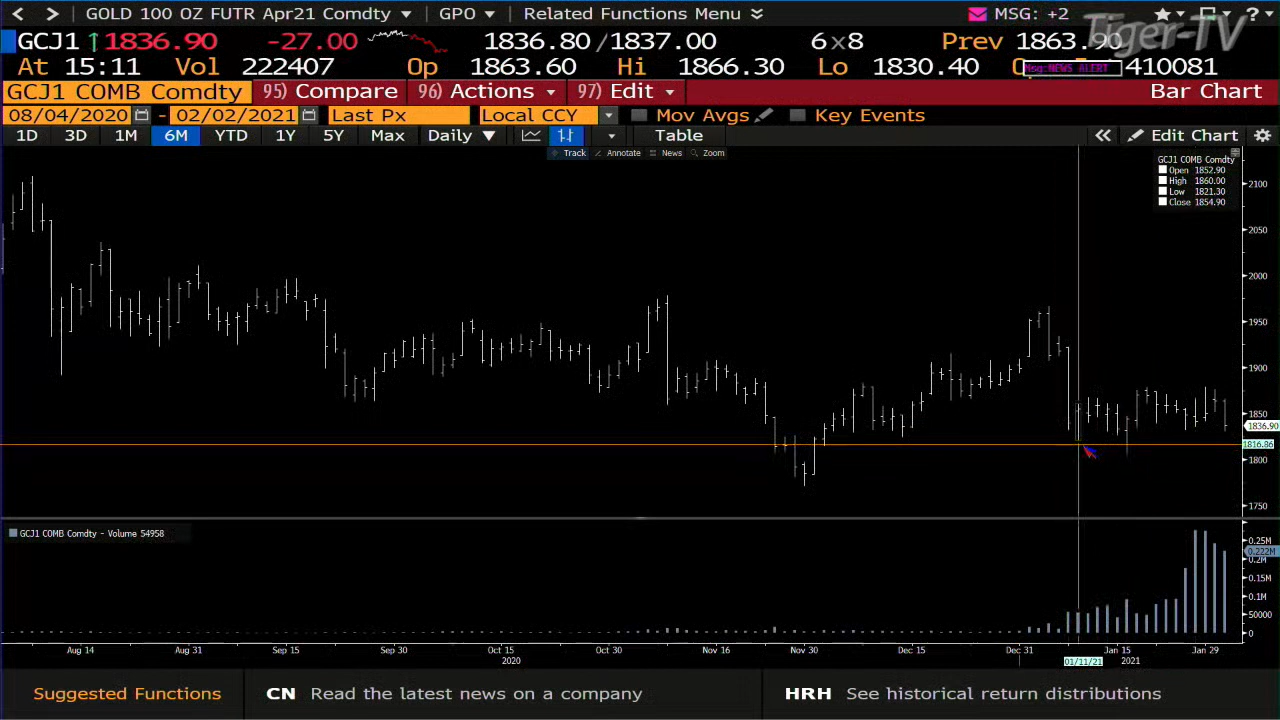 GOLD 100 OZ FUTR Apr21 Comdty GPO Related Functions Menu MSG: +2 ?
Tiger-TV
GCJ1 1836.90 -27.00 1836.80 /1837.00 6x8 Prev 1863.90
At 15:11 Vol 222407 Op 1863.60 Hi 1866.30 Lo 1830.40 410081
Msg:NEWS ALERT
GCJ1 COMB Comdty 95) Compare 96) Actions 97) Edit Bar Chart
08/04/2020 - 02/02/2021 Last Px Local CCY Mov Avgs Key Events
1D 3D 1M 6M YTD 1Y 5Y Max Daily Table Edit Chart
Track Annotate News Zoom
GCJ1 COMB Comdty
Open 1852.90
High 1860.00
Low 1821.30
Close 1854.90
2100
2050
2000
1950
1900
1850
1836.90
1816.86
1800
1750
GCJ1 COMB Comdty - Volume 54958
0.25M
0.222M
0.2M
0.15M
0.1M
50000
0
Aug 14 Aug 31 Sep 15 Sep 30 Oct 15 Oct 30 Nov 16 Nov 30 Dec 15 Dec 31 Jan 15 Jan 29
2020 01/11/21 2021
Suggested Functions CN Read the latest news on a company HRH See historical return distributions